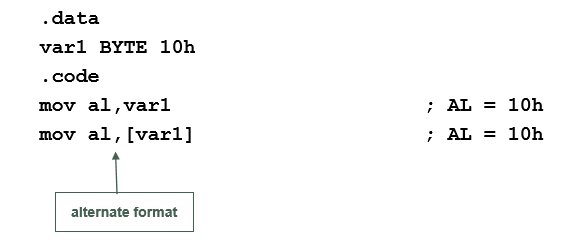 .data
var1 BYTE 10h
.code
mov al,var1 ; AL = 10h
mov al,[var1] ; AL = 10h
alternate format